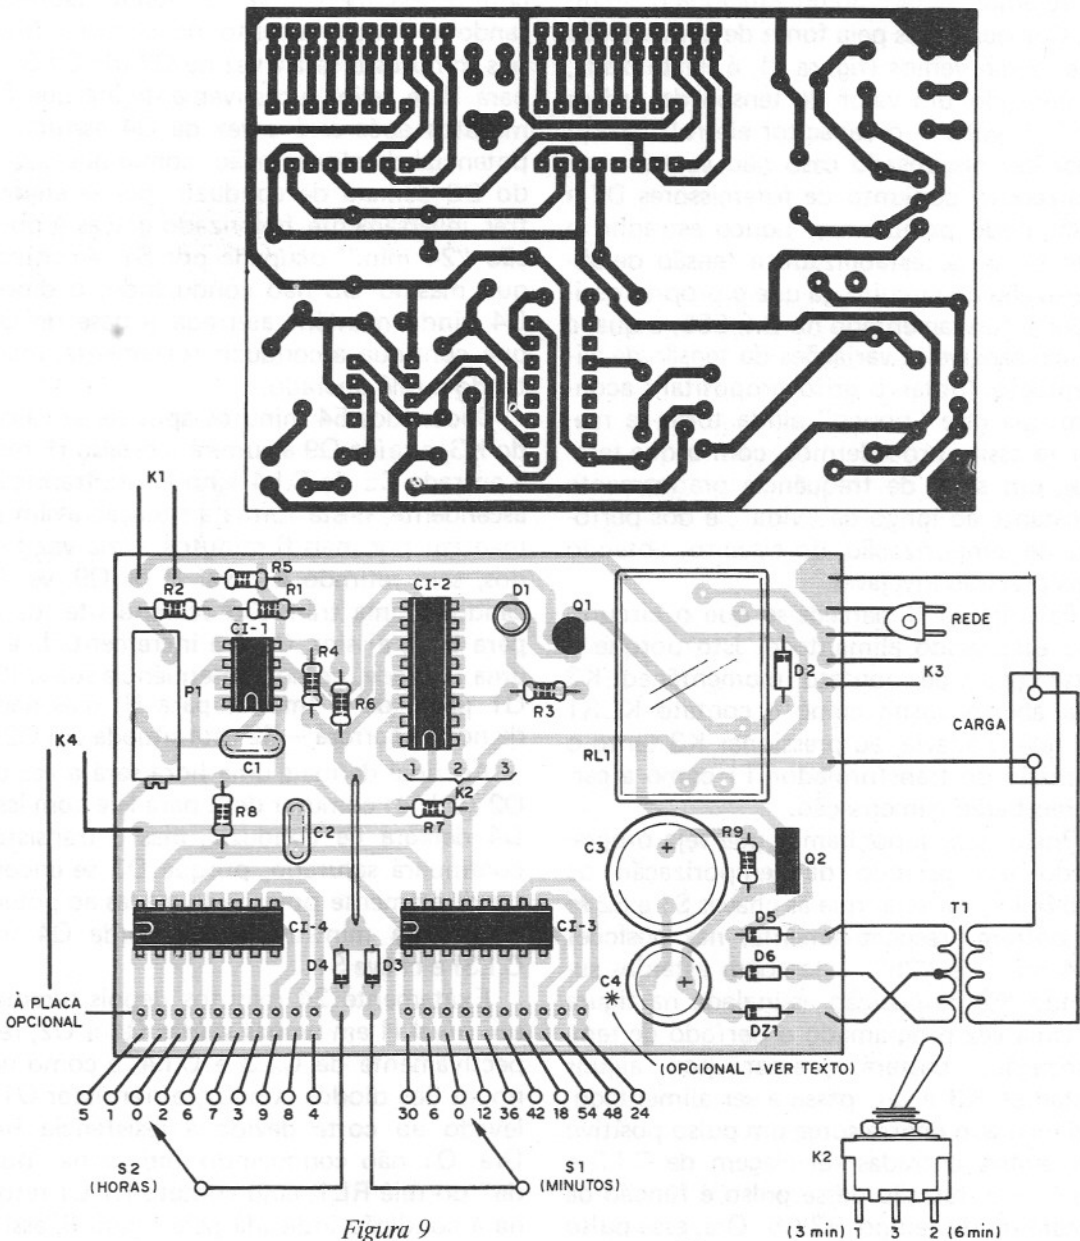 K1
R5
R2
R1
CI-1
CI-2
D1
Q1
R4
P1
R6
R3
D2
REDE
K3
CARGA
RL1
K4
C1
1 2 3
K2
R7
R8
C2
C3
+
R9
Q2
CI-4
CI-3
D5
T1
D4
D3
D6
C4
+
*
DZ1
À PLACA
OPCIONAL
(OPCIONAL – VER TEXTO)
5 1 0 2 6 7 3 9 8 4
30 6 0 12 36 42 18 54 48 24
S2
(HORAS)
S1
(MINUTOS)
K2
(3 min) 1 3 2 (6 min)
Figura 9